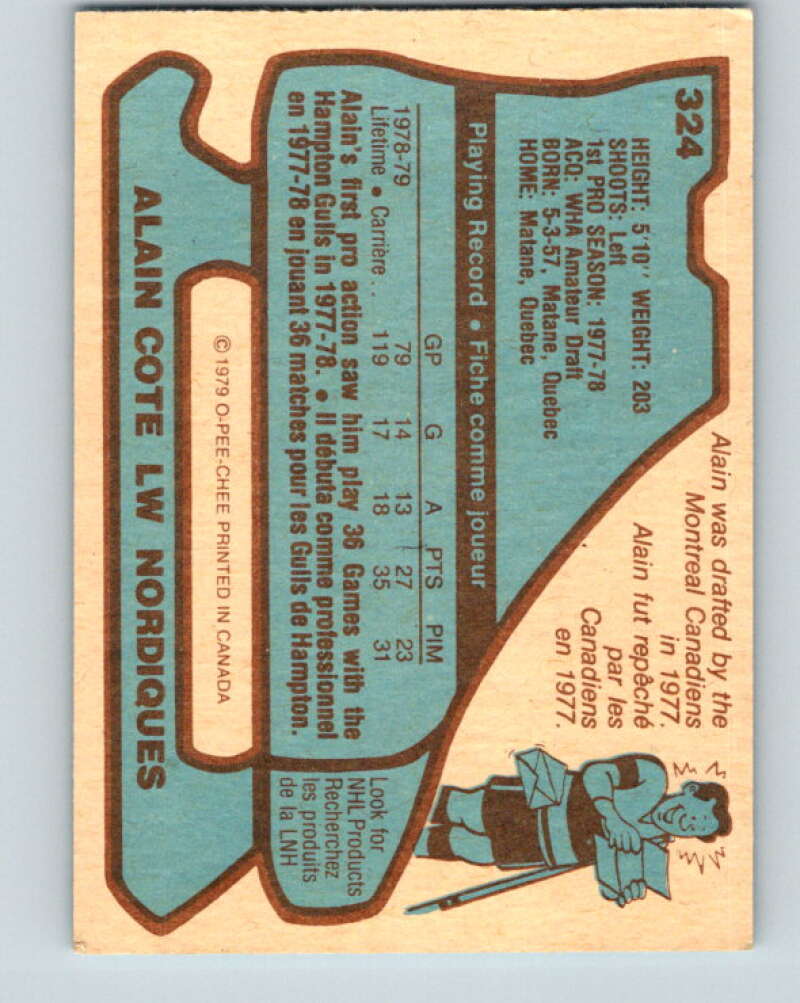 324
HEIGHT: 5'10" WEIGHT: 203
SHOOTS: Left
1st PRO SEASON: 1977-78
ACQ: WHA Amateur Draft
BORN: 5-3-57, Matane, Quebec
HOME: Matane, Quebec
Alain was drafted by the
Montreal Canadiens
in 1977.
Alain fut repêché
par les
Canadiens
en 1977.
Playing Record • Fiche comme joueur
GP G A PTS PIM
1978-79 79 14 13 27 23
Lifetime • Carrière .. 119 17 18 35 31
Alain's first pro action saw him play 36 Games with the
Hampton Gulls in 1977-78. • Il débuta comme professionnel
en 1977-78 en jouant 36 matches pour les Gulls de Hampton.
Look for
NHL Products
Recherchez
les produits
de la LNH
© 1979 O-PEE-CHEE PRINTED IN CANADA
ALAIN COTE LW NORDIQUES